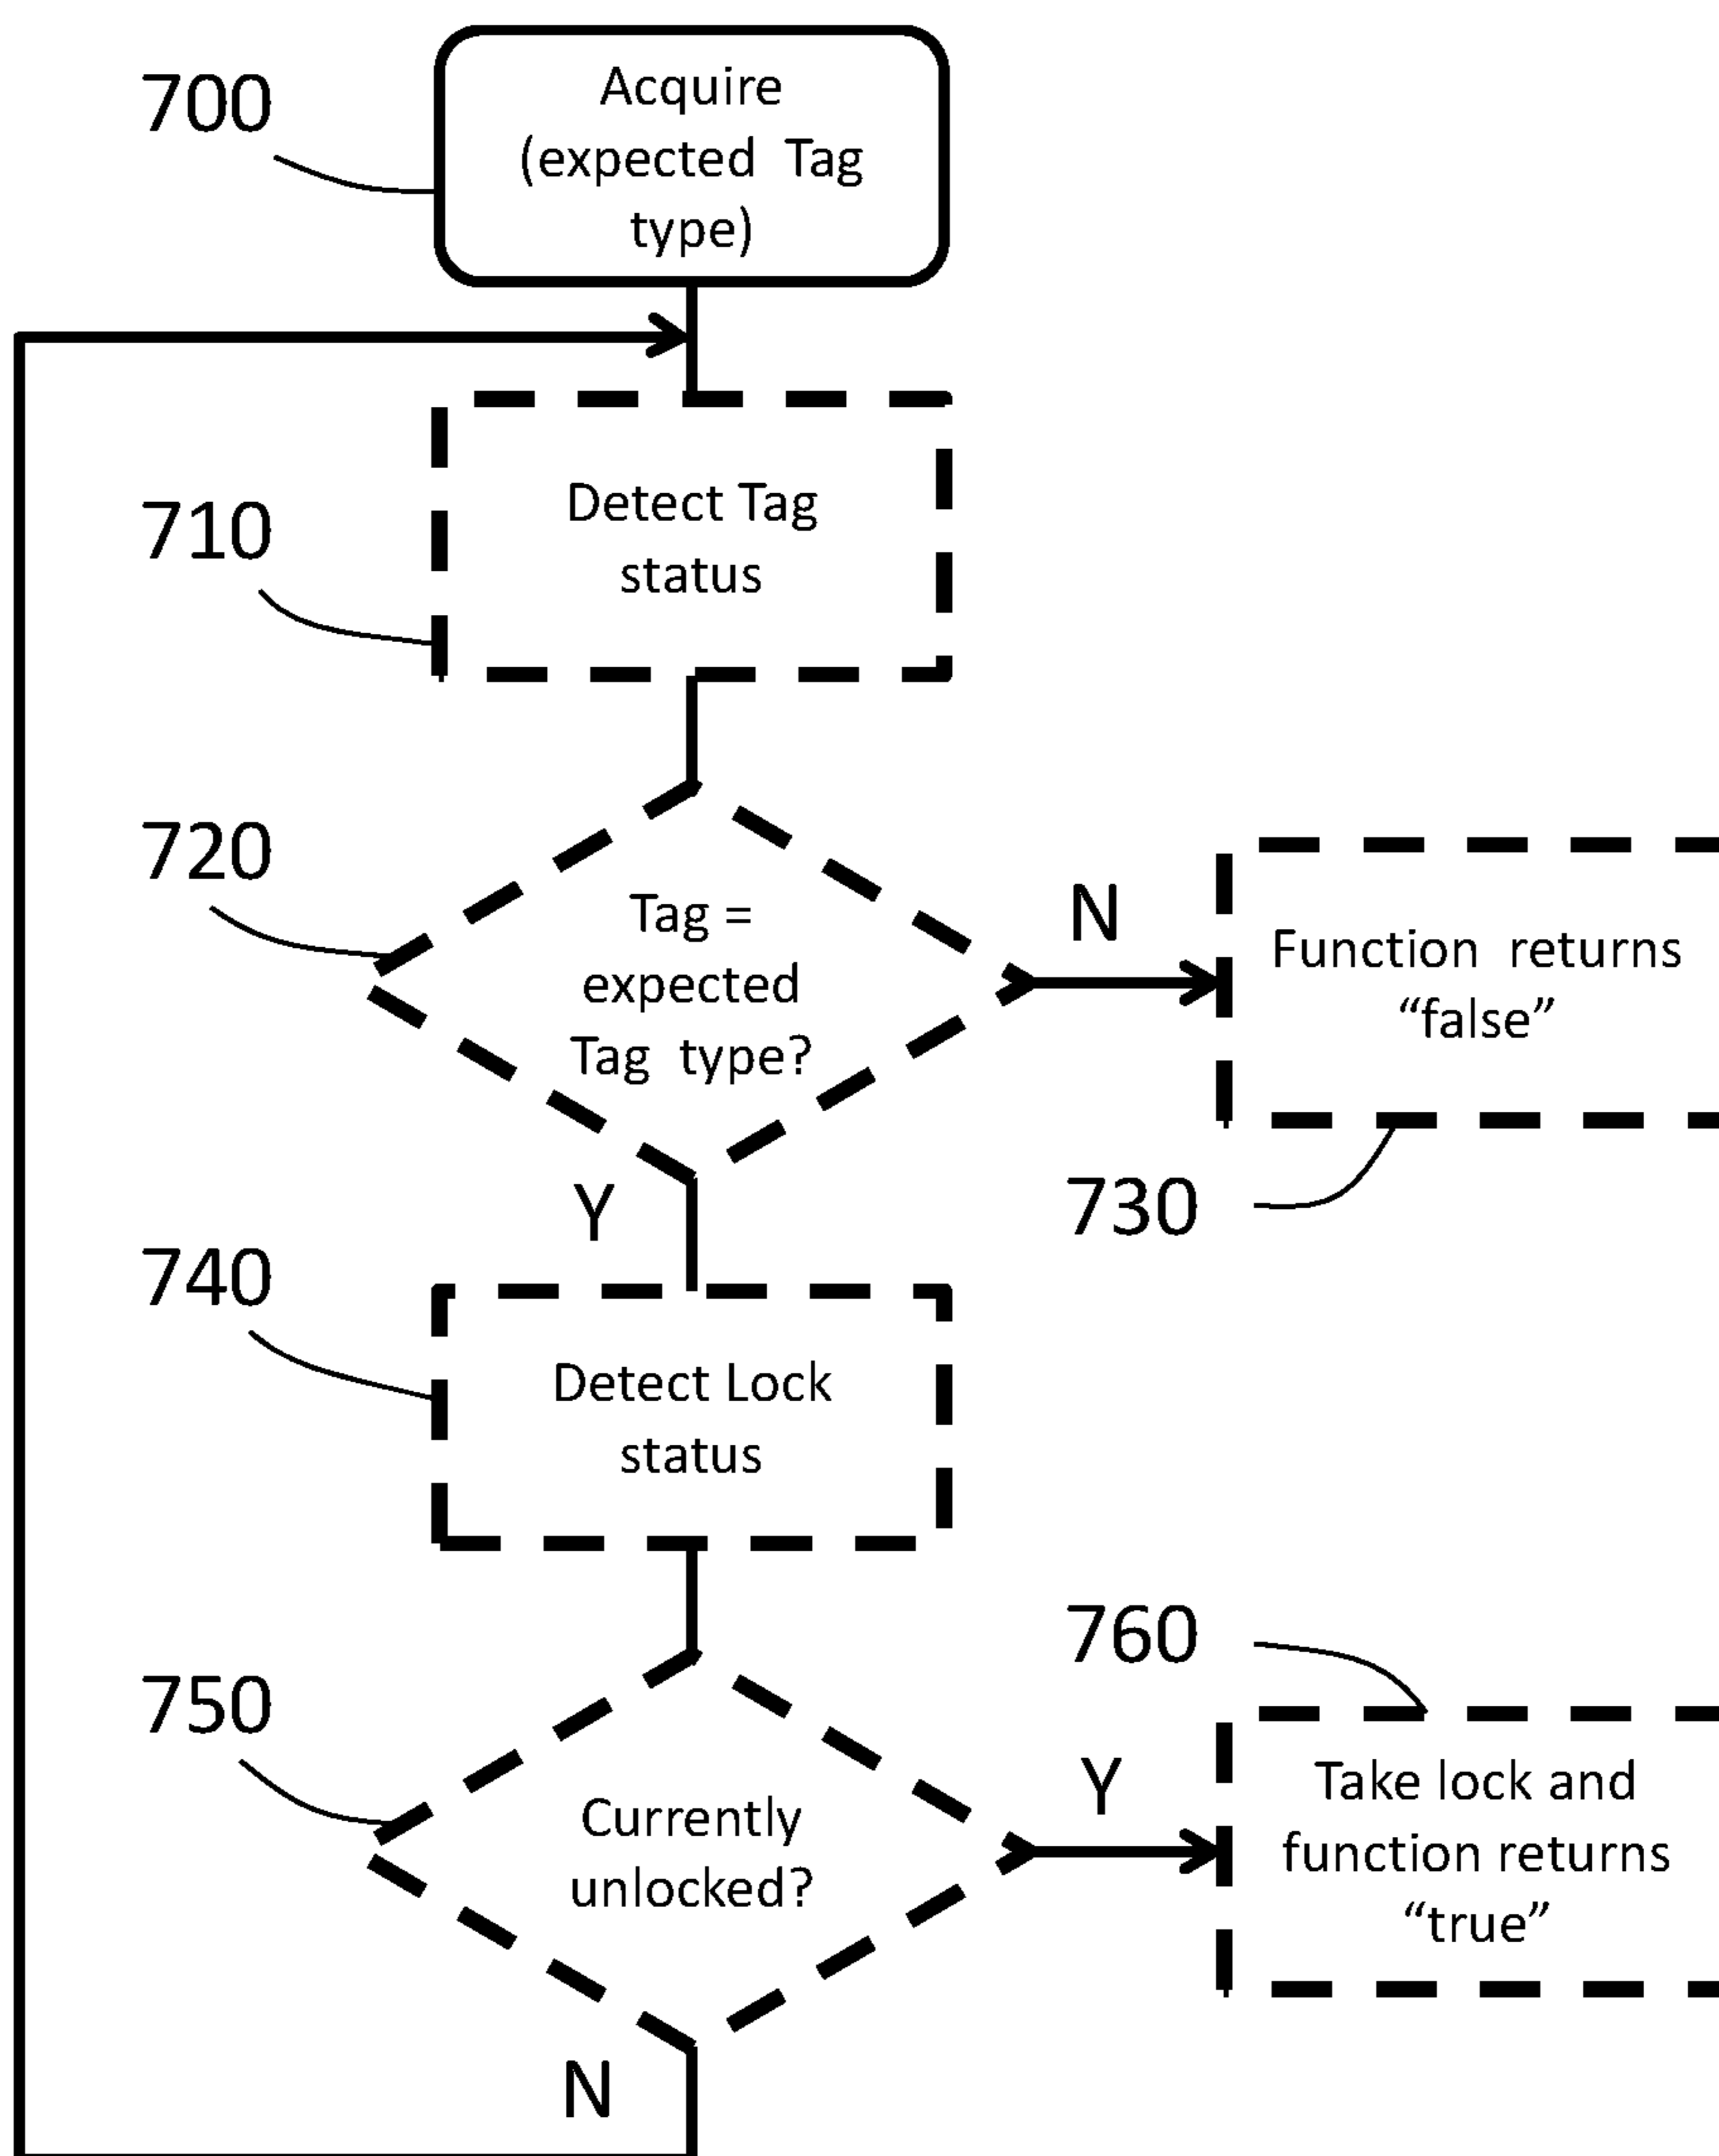 700
Acquire
(expected Tag
type)
710
Detect Tag
status
720
Tag =
expected
Tag type?
N
Function returns
“false”
730
Y
740
Detect Lock
status
750
Currently
unlocked?
Y
760
Take lock and
function returns
“true”
N